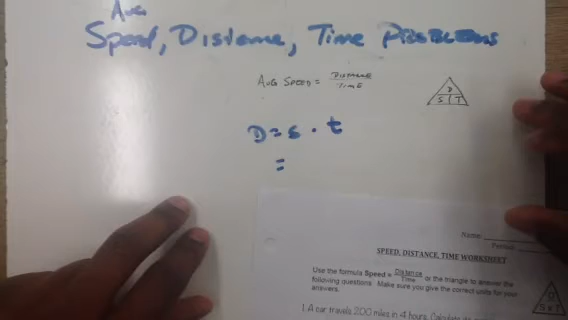 Avg
Speed, Distance, Time Problems
Avg Speed = Distance
Time
D
S T
D = s · t
=
Name:
Period
SPEED, DISTANCE, TIME WORKSHEET
Use the formula Speed = Distance
Time or the triangle to answer the
following questions. Make sure you give the correct units for your
answers.
D
S x T
1. A car travels 200 miles in 4 hours. Calculate